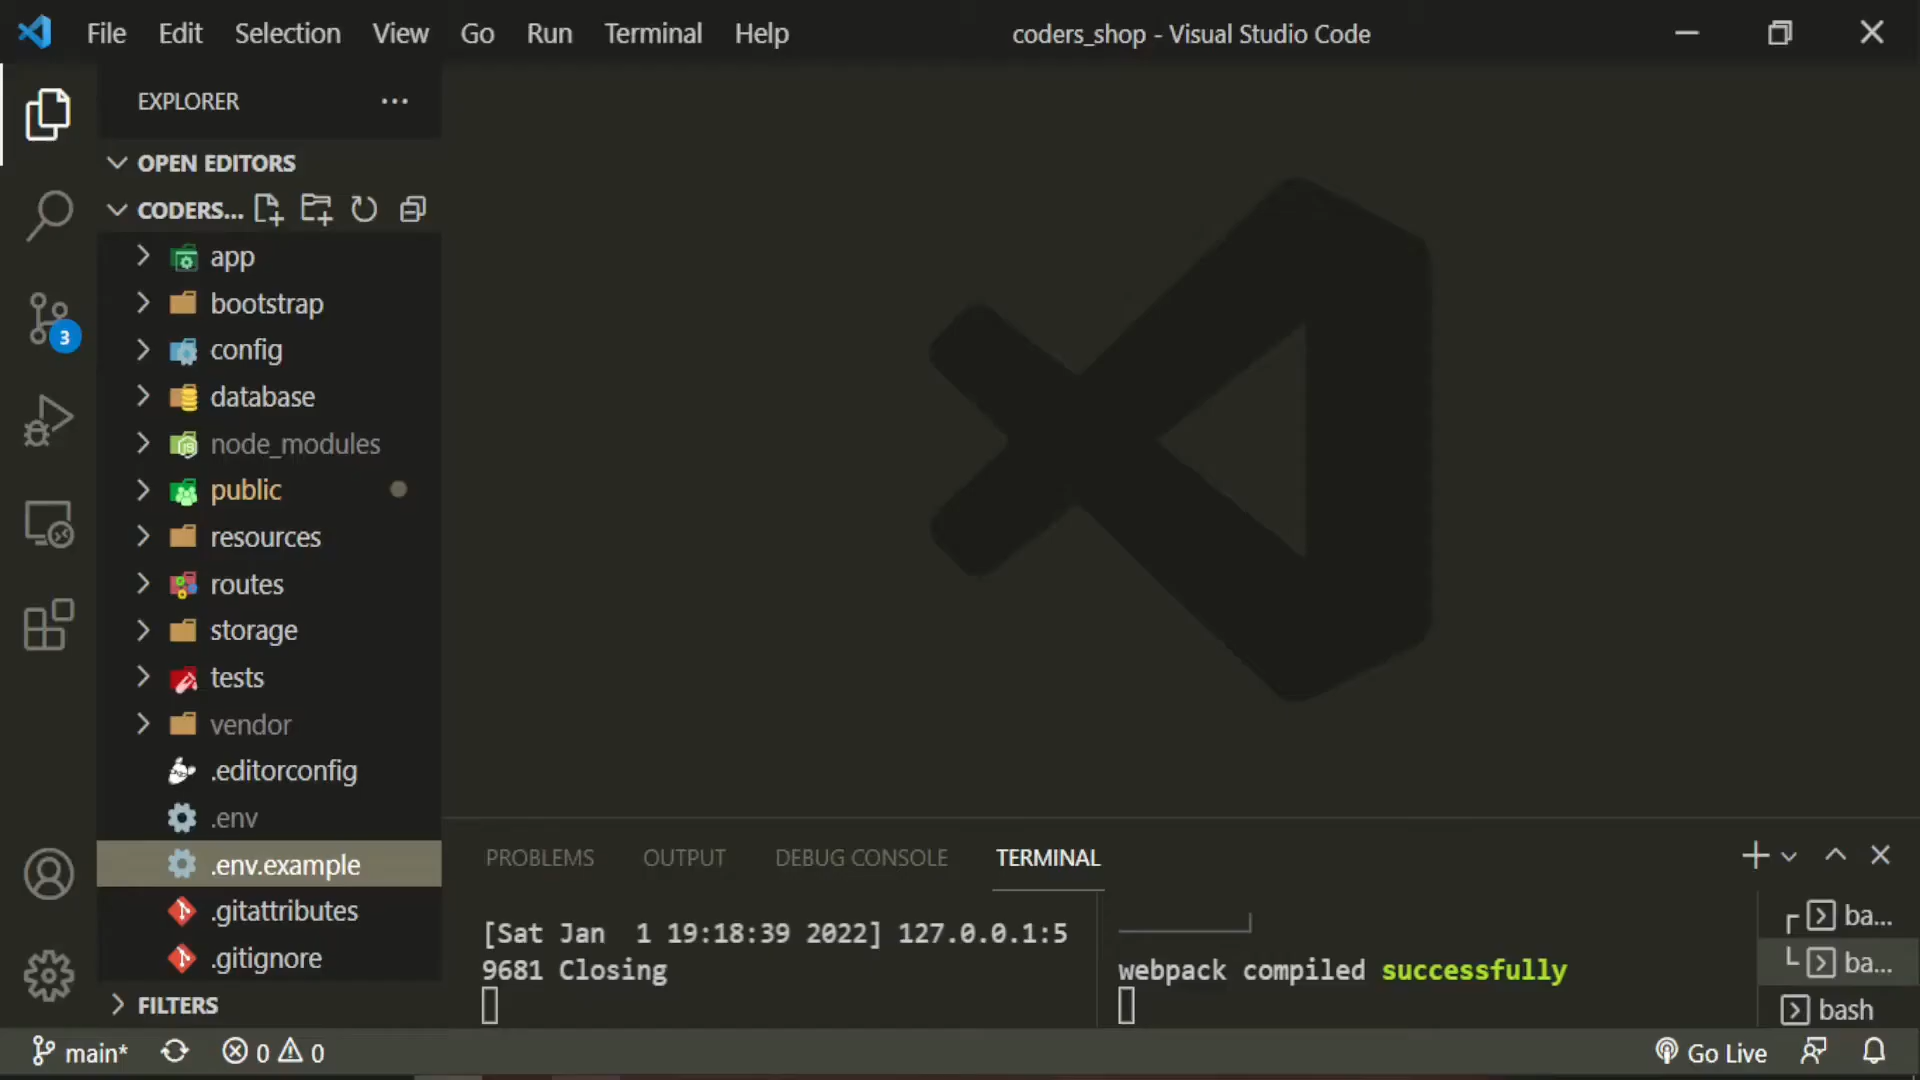 File Edit Selection View Go Run Terminal Help
coders_shop - Visual Studio Code
EXPLORER
OPEN EDITORS
CODERS...
app
bootstrap
config
3
database
node_modules
public
resources
routes
storage
tests
vendor
.editorconfig
.env
.env.example
.gitattributes
.gitignore
FILTERS
PROBLEMS OUTPUT DEBUG CONSOLE TERMINAL
[Sat Jan  1 19:18:39 2022] 127.0.0.1:5
9681 Closing
webpack compiled successfully
ba...
ba...
bash
main* 0 0
Go Live